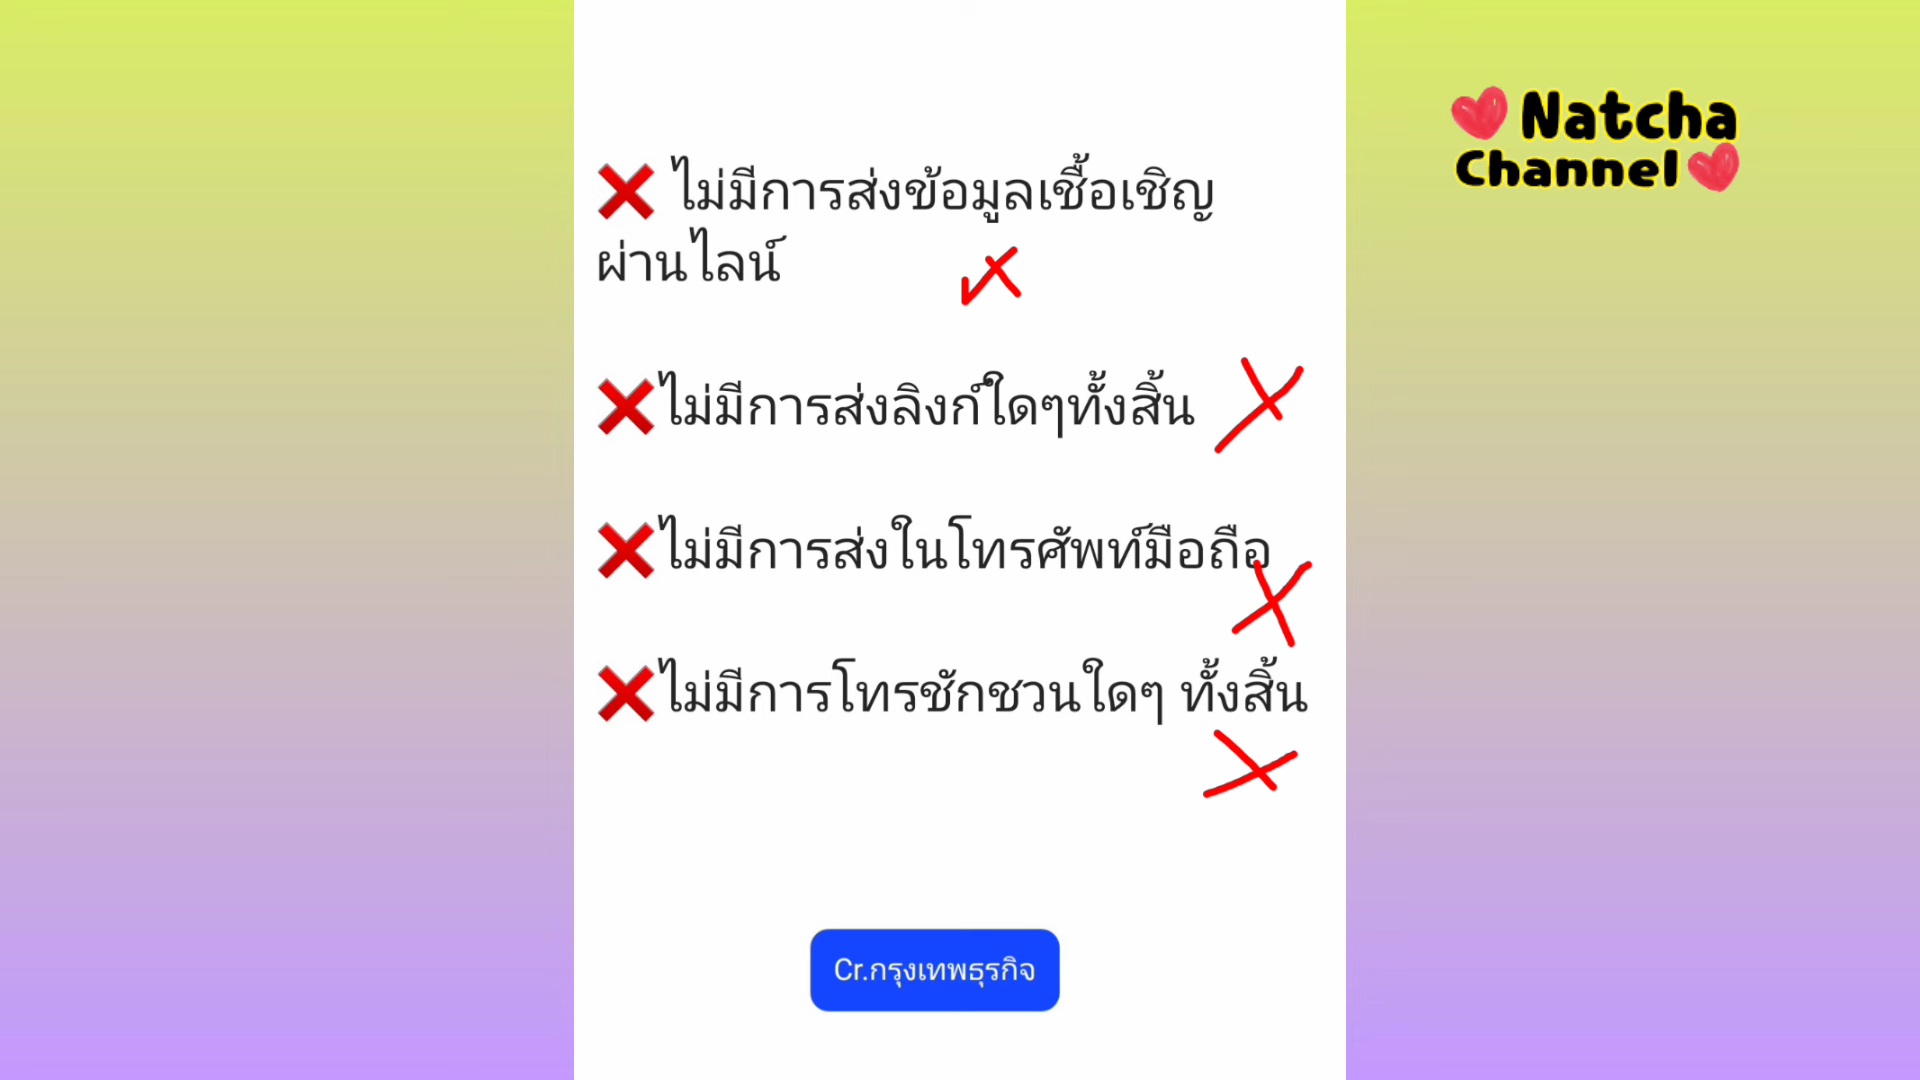 ❌ ไม่มีการส่งข้อมูลเชื้อเชิญ
ผ่านไลน์
❌ไม่มีการส่งลิงก์ใดๆทั้งสิ้น
❌ไม่มีการส่งในโทรศัพท์มือถือ
❌ไม่มีการโทรชักชวนใดๆ ทั้งสิ้น
Cr.กรุงเทพธุรกิจ
Natcha
Channel